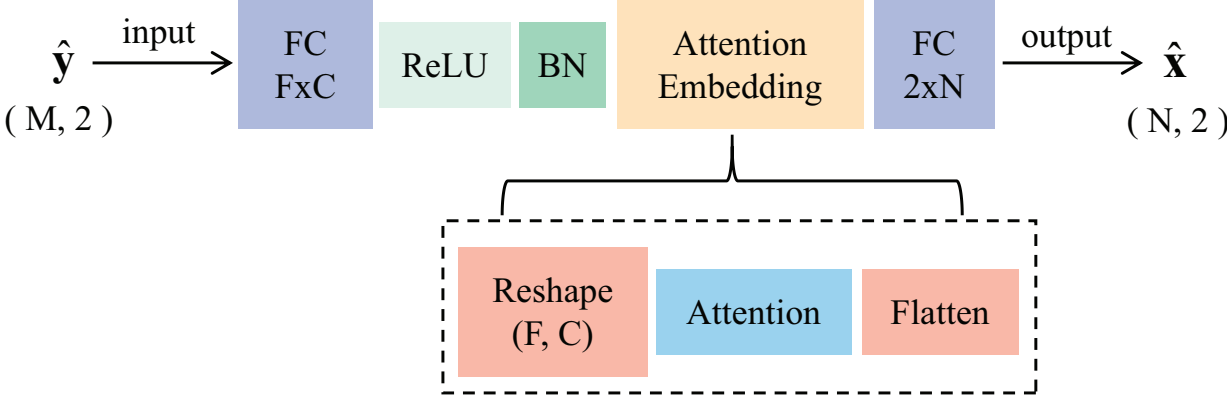 ŷ
( M, 2 )
input
FC
FxC
ReLU
BN
Attention
Embedding
FC
2xN
output
x̂
( N, 2 )
Reshape
(F, C)
Attention
Flatten